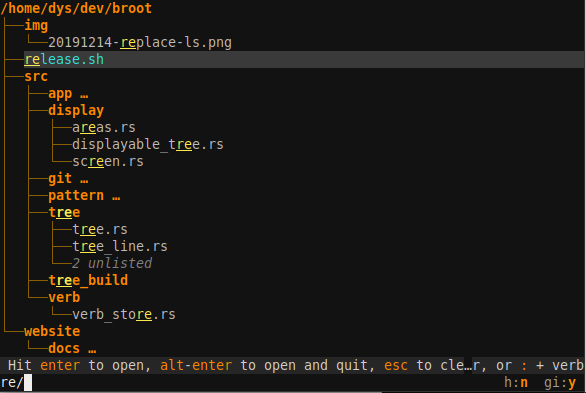 /home/dys/dev/broot
img
20191214-replace-ls.png
release.sh
src
app …
display
areas.rs
displayable_tree.rs
screen.rs
git …
pattern …
tree
tree.rs
tree_line.rs
2 unlisted
tree_build
verb
verb_store.rs
website
docs …
Hit enter to open, alt-enter to open and quit, esc to cle…r, or : + verb
re/ h:n gi:y